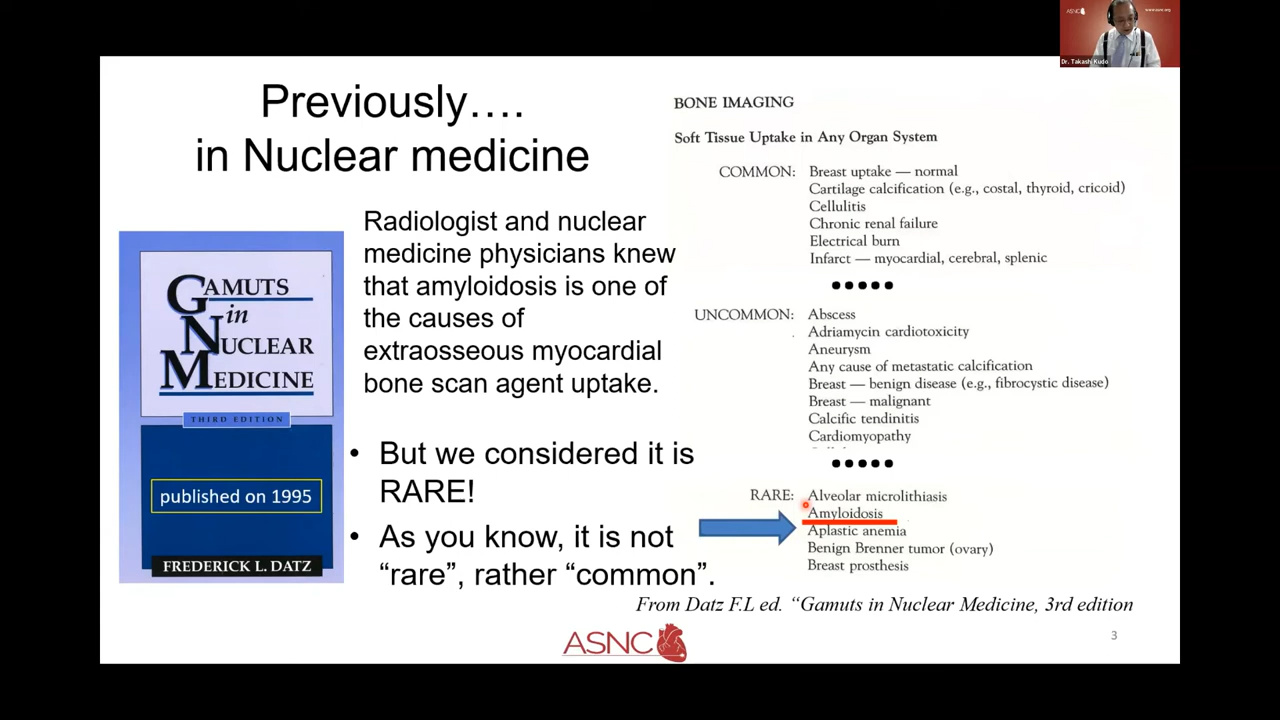 ASNC
Dr. Takashi Kudo
Previously….
in Nuclear medicine
GAMUTS
in
NUCLEAR
MEDICINE
THIRD EDITION
published on 1995
FREDERICK L. DATZ
Radiologist and nuclear
medicine physicians knew
that amyloidosis is one of
the causes of
extraosseous myocardial
bone scan agent uptake.
• But we considered it is
RARE!
• As you know, it is not
“rare”, rather “common”.
BONE IMAGING
Soft Tissue Uptake in Any Organ System
COMMON: Breast uptake — normal
Cartilage calcification (e.g., costal, thyroid, cricoid)
Cellulitis
Chronic renal failure
Electrical burn
Infarct — myocardial, cerebral, splenic
•••••
UNCOMMON: Abscess
Adriamycin cardiotoxicity
Aneurysm
Any cause of metastatic calcification
Breast — benign disease (e.g., fibrocystic disease)
Breast — malignant
Calcific tendinitis
Cardiomyopathy
•••••
RARE: Alveolar microlithiasis
Amyloidosis
Aplastic anemia
Benign Brenner tumor (ovary)
Breast prosthesis
From Datz F.L ed. “Gamuts in Nuclear Medicine, 3rd edition
ASNC
3